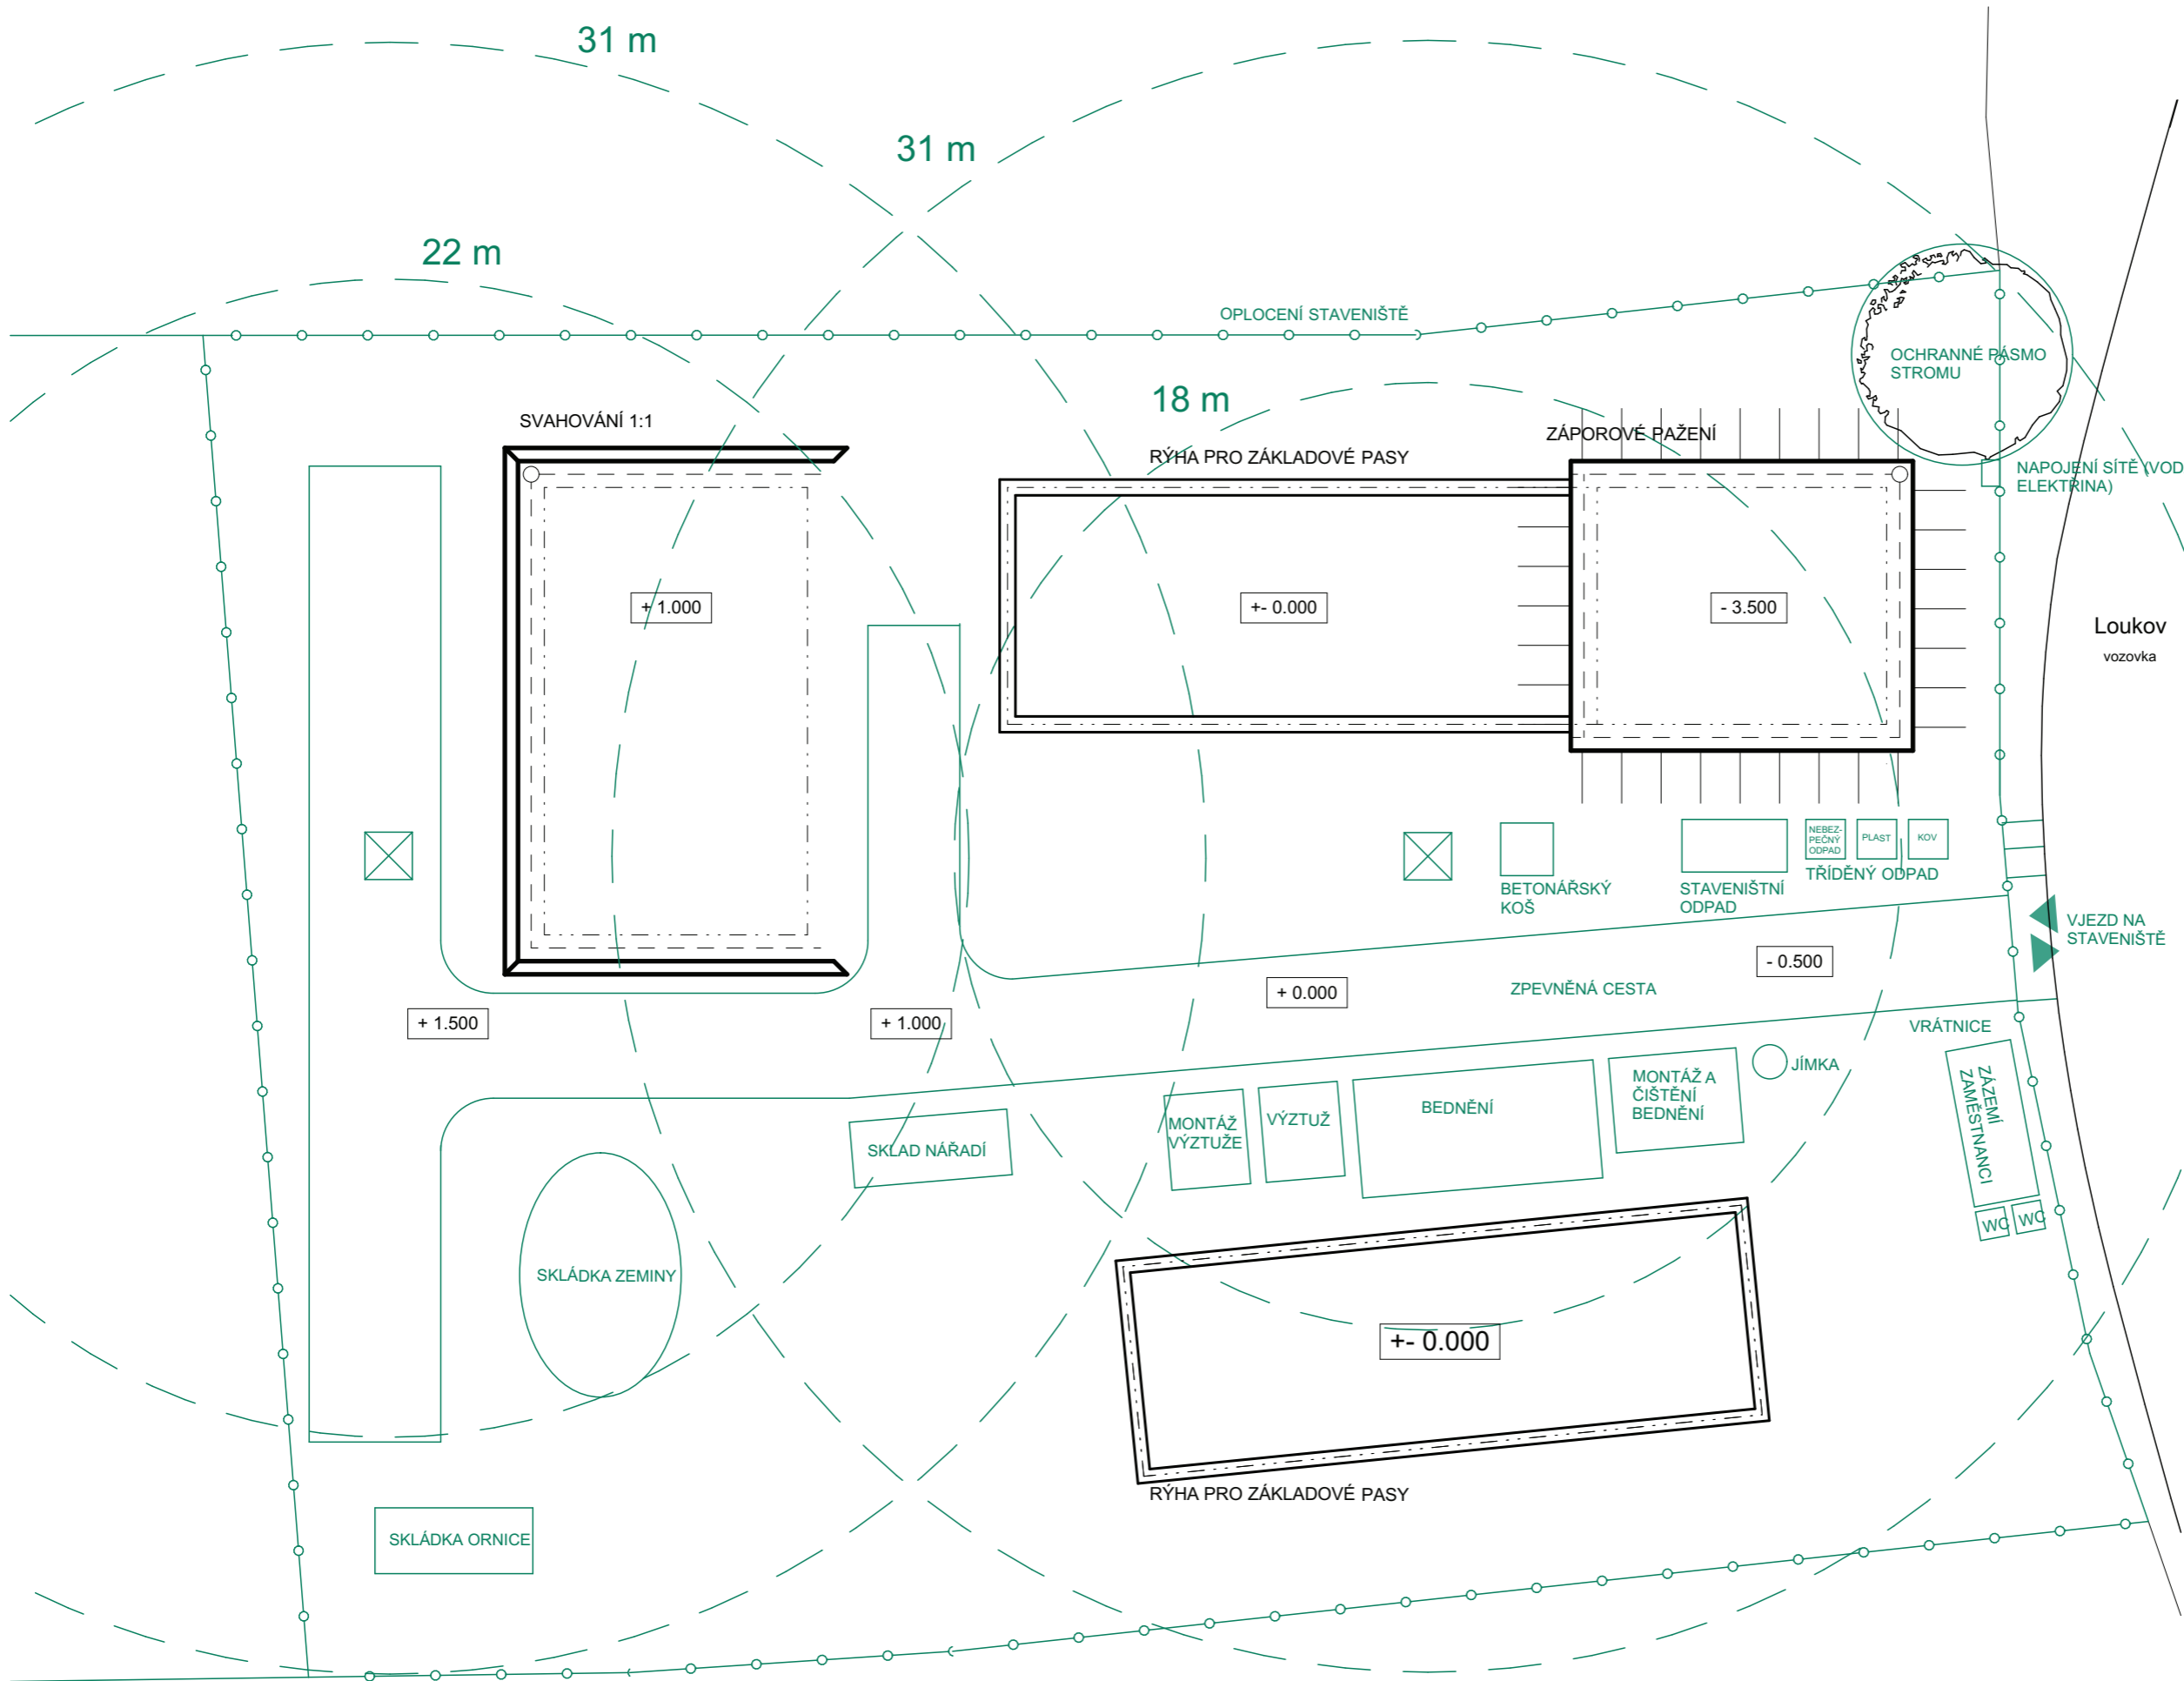 31 m
31 m
22 m
OPLOCENÍ STAVENIŠTĚ
OCHRANNÉ PÁSMO
STROMU
18 m
SVAHOVÁNÍ 1:1
ZÁPOROVÉ PAŽENÍ
RÝHA PRO ZÁKLADOVÉ PASY
NAPOJENÍ SÍTĚ (VOD
ELEKTŘINA)
+ 1.000
+- 0.000
- 3.500
Loukov
vozovka
NEBEZ-
PEČNÝ
ODPAD
PLAST
KOV
TŘÍDĚNÝ ODPAD
BETONÁŘSKÝ
KOŠ
STAVENIŠTNÍ
ODPAD
VJEZD NA
STAVENIŠTĚ
- 0.500
+ 0.000
ZPEVNĚNÁ CESTA
+ 1.500
+ 1.000
VRÁTNICE
JÍMKA
MONTÁŽ A
ČIŠTĚNÍ
BEDNĚNÍ
BEDNĚNÍ
VÝZTUŽ
MONTÁŽ
VÝZTUŽE
SKLAD NÁŘADÍ
ZÁZEMÍ
ZAMĚSTNANCI
WC
WC
SKLÁDKA ZEMINY
+- 0.000
RÝHA PRO ZÁKLADOVÉ PASY
SKLÁDKA ORNICE